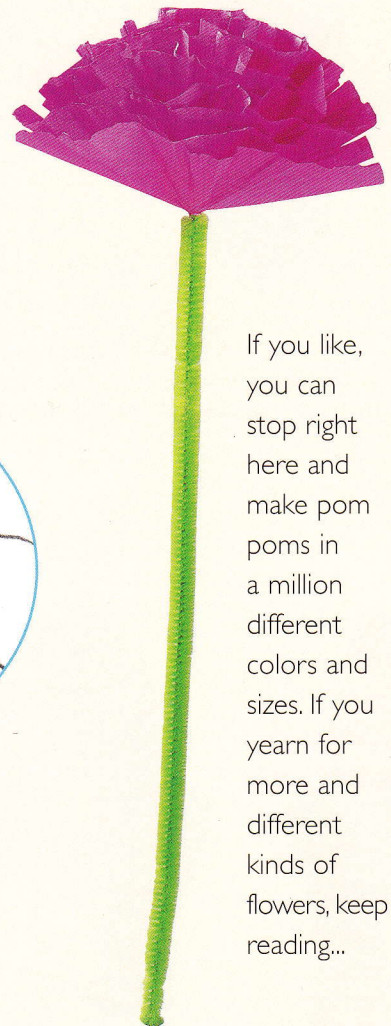 If you like,
you can
stop right
here and
make pom
poms in
a million
different
colors and
sizes. If you
yearn for
more and
different
kinds of
flowers, keep
reading...